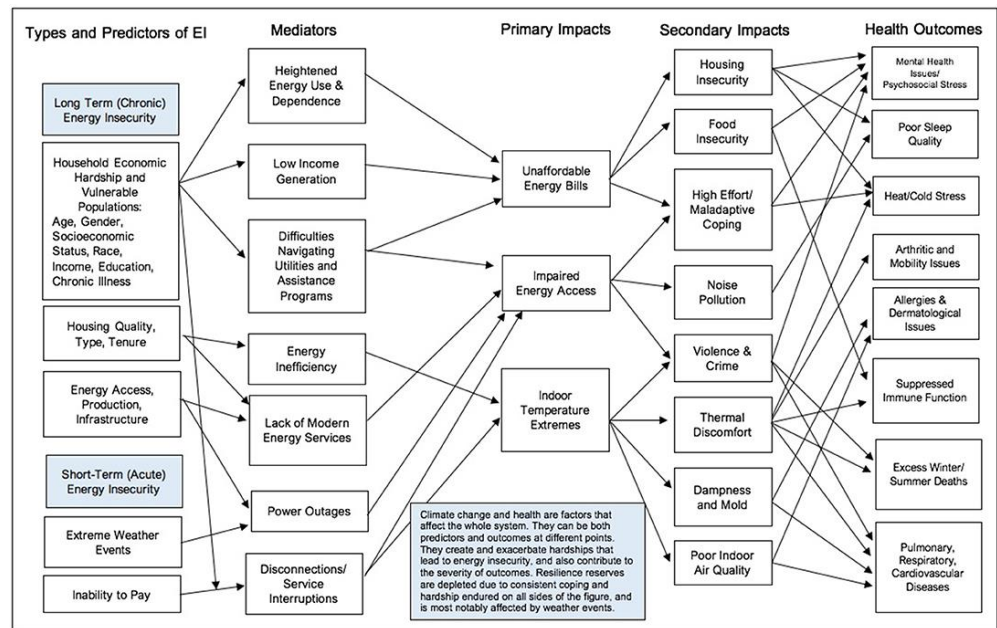 Types and Predictors of EI
Mediators
Primary Impacts
Secondary Impacts
Health Outcomes
Long Term (Chronic)
Energy Insecurity
Household Economic
Hardship and
Vulnerable
Populations:
Age, Gender,
Socioeconomic
Status, Race,
Income, Education,
Chronic Illness
Housing Quality,
Type, Tenure
Energy Access,
Production,
Infrastructure
Short-Term (Acute)
Energy Insecurity
Extreme Weather
Events
Inability to Pay
Heightened
Energy Use &
Dependence
Low Income
Generation
Difficulties
Navigating
Utilities and
Assistance
Programs
Energy
Inefficiency
Lack of Modern
Energy Services
Power Outages
Disconnections/
Service
Interruptions
Unaffordable
Energy Bills
Impaired
Energy Access
Indoor
Temperature
Extremes
Climate change and health are factors that
affect the whole system. They can be both
predictors and outcomes at different points.
They create and exacerbate hardships that
lead to energy insecurity, and also contribute to
the severity of outcomes. Resilience reserves
are depleted due to consistent coping and
hardship endured on all sides of the figure, and
is most notably affected by weather events.
Housing
Insecurity
Food
Insecurity
High Effort/
Maladaptive
Coping
Noise
Pollution
Violence &
Crime
Thermal
Discomfort
Dampness
and Mold
Poor Indoor
Air Quality
Mental Health
Issues/
Psychosocial Stress
Poor Sleep
Quality
Heat/Cold Stress
Arthritic and
Mobility Issues
Allergies &
Dermatological
Issues
Suppressed
Immune Function
Excess Winter/
Summer Deaths
Pulmonary,
Respiratory,
Cardiovascular
Diseases